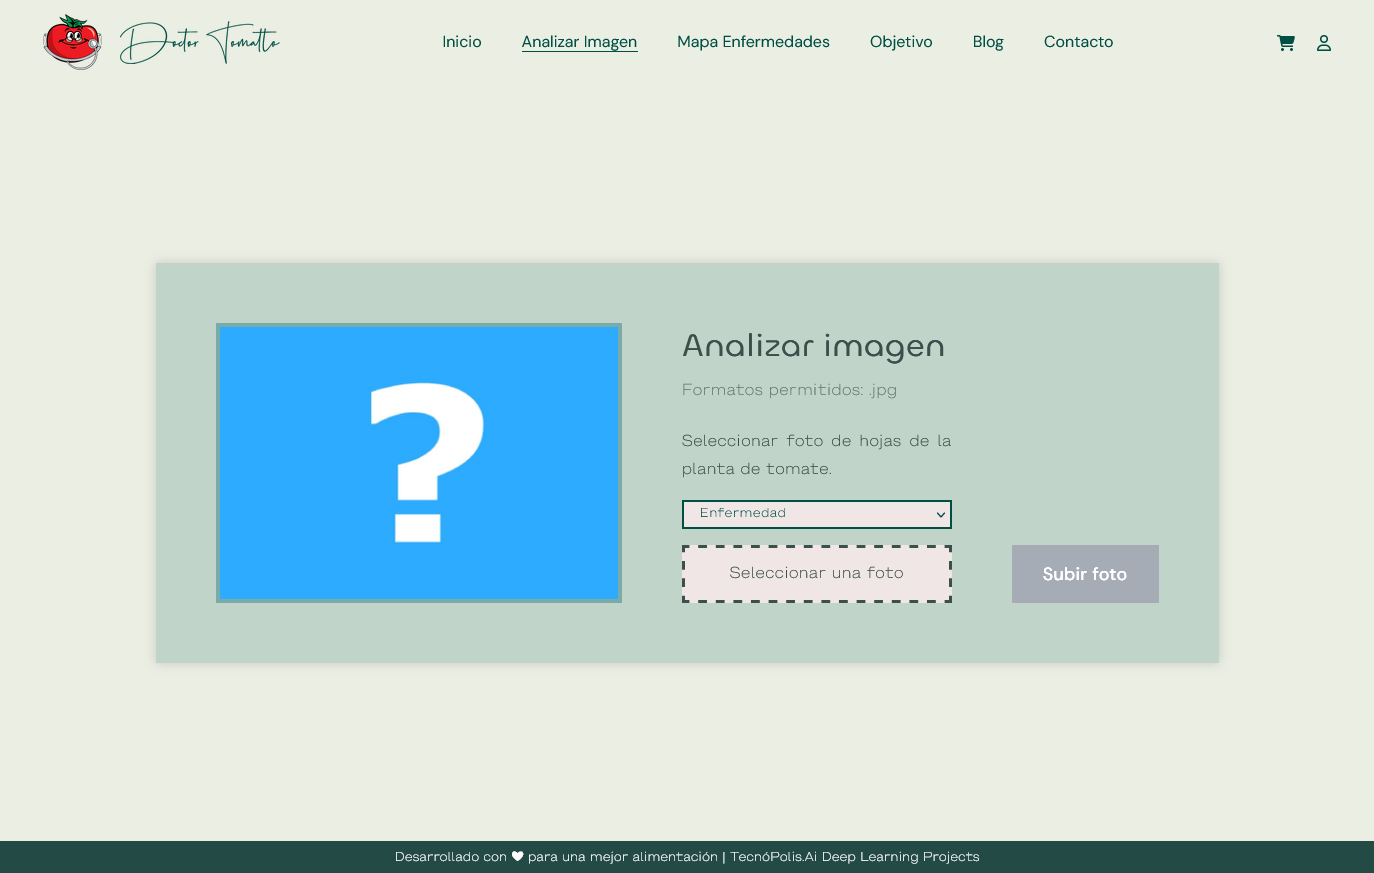 Doctor Tomatto
Inicio
Analizar Imagen
Mapa Enfermedades
Objetivo
Blog
Contacto
?
Analizar imagen
Formatos permitidos: .jpg
Seleccionar foto de hojas de la
planta de tomate.
Enfermedad
Seleccionar una foto
Subir foto
Desarrollado con ♥ para una mejor alimentación | TecnóPolis.Ai Deep Learning Projects